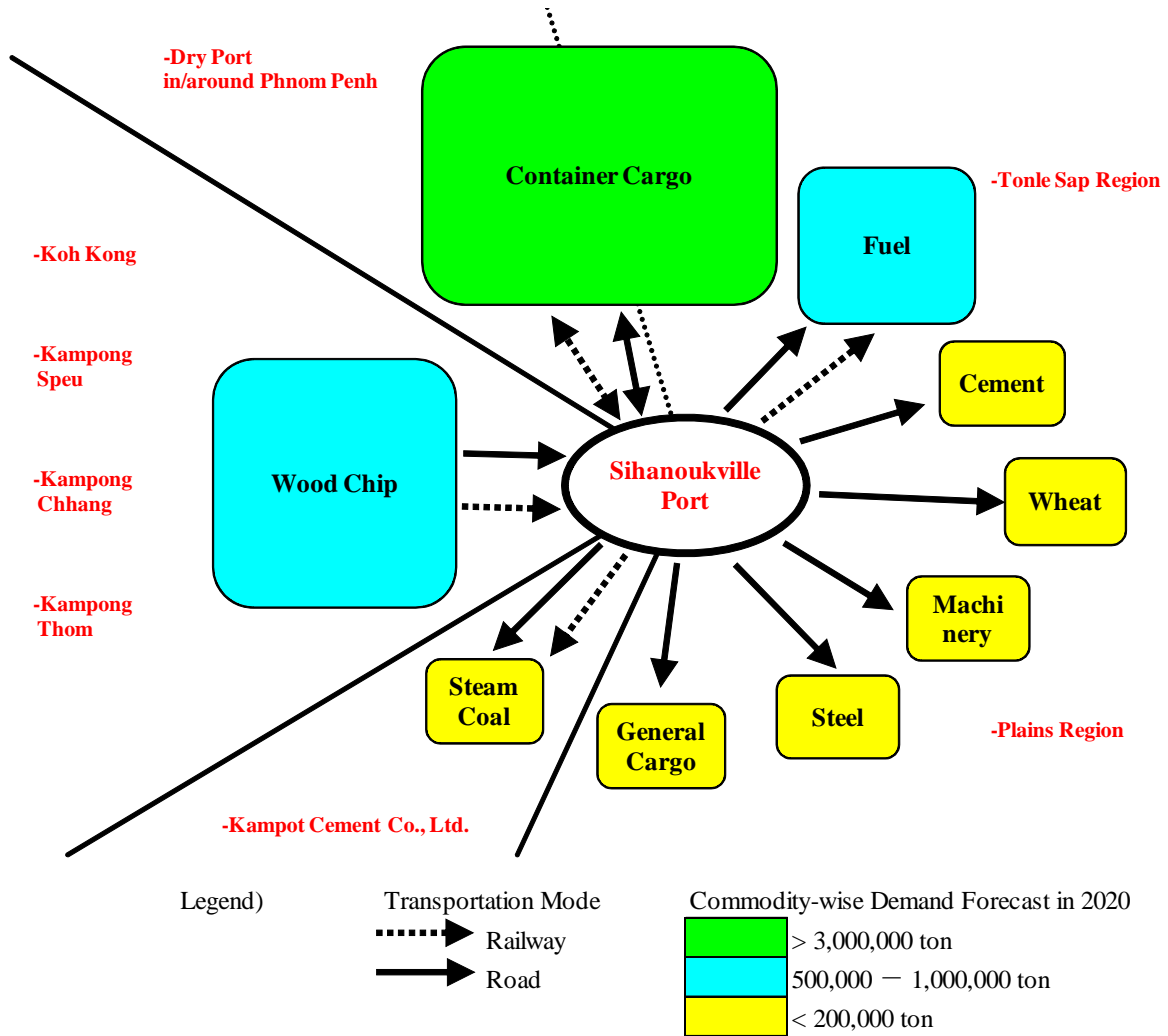 -Dry Port
in/around Phnom Penh
Container Cargo
-Tonle Sap Region
Fuel
-Koh Kong
-Kampong
Speu
Cement
Sihanoukville
Port
Wood Chip
-Kampong
Chhang
Wheat
-Kampong
Thom
Machi
nery
Steam
Coal
General
Cargo
Steel
-Plains Region
-Kampot Cement Co., Ltd.
Legend)
Transportation Mode
Railway
Road
Commodity-wise Demand Forecast in 2020
> 3,000,000 ton
500,000 － 1,000,000 ton
< 200,000 ton